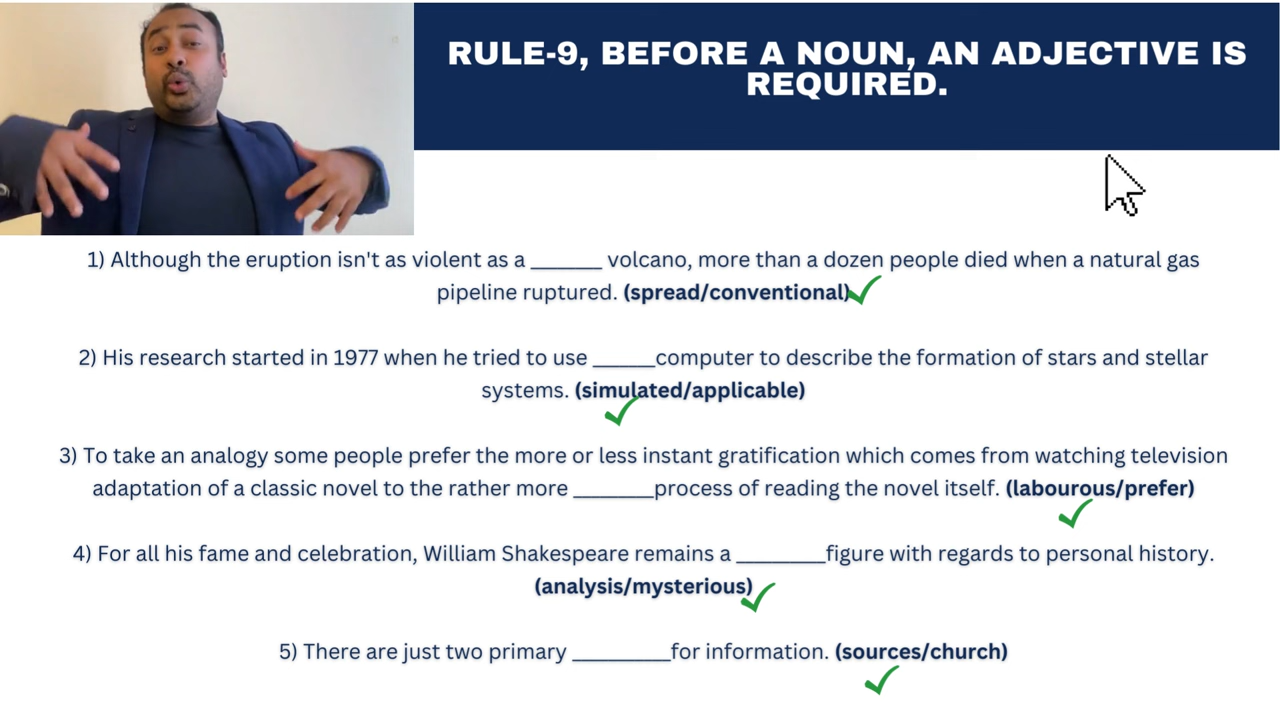 RULE-9, BEFORE A NOUN, AN ADJECTIVE IS
REQUIRED.
1) Although the eruption isn't as violent as a _______ volcano, more than a dozen people died when a natural gas
pipeline ruptured. (spread/conventional)
2) His research started in 1977 when he tried to use ______computer to describe the formation of stars and stellar
systems. (simulated/applicable)
3) To take an analogy some people prefer the more or less instant gratification which comes from watching television
adaptation of a classic novel to the rather more ________process of reading the novel itself. (labourous/prefer)
4) For all his fame and celebration, William Shakespeare remains a _________figure with regards to personal history.
(analysis/mysterious)
5) There are just two primary __________for information. (sources/church)